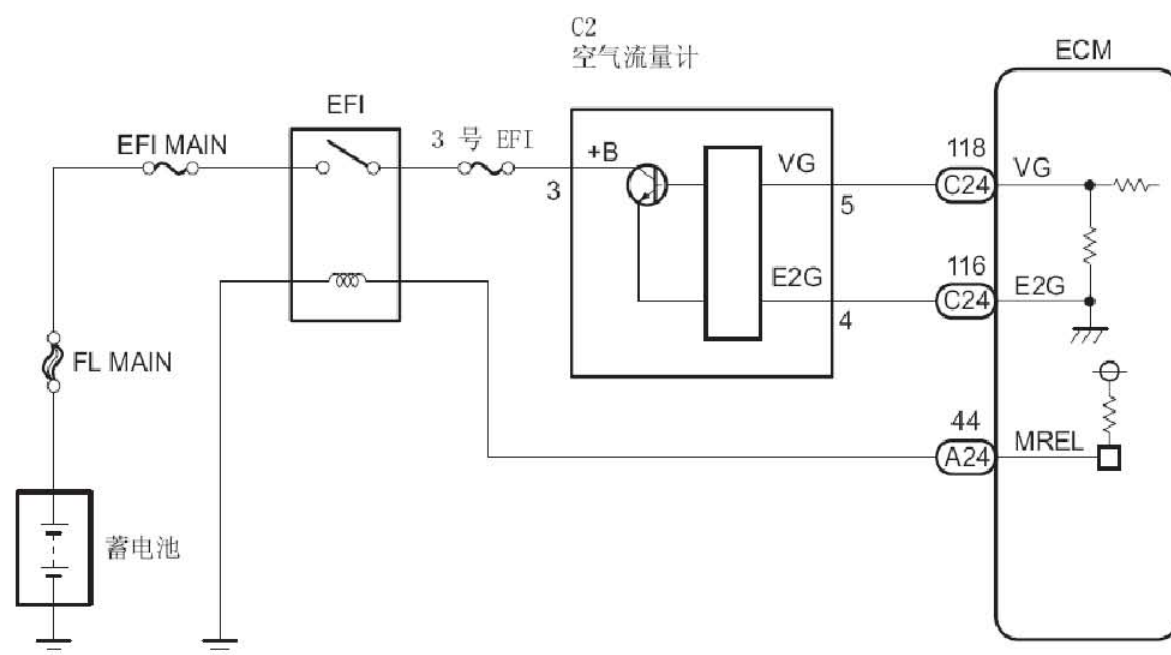 C2
空气流量计
ECM
EFI
EFI MAIN
3 号 EFI
+B
VG
118
VG
3
C24
5
E2G
116
E2G
C24
4
FL MAIN
44
MREL
A24
蓄电池